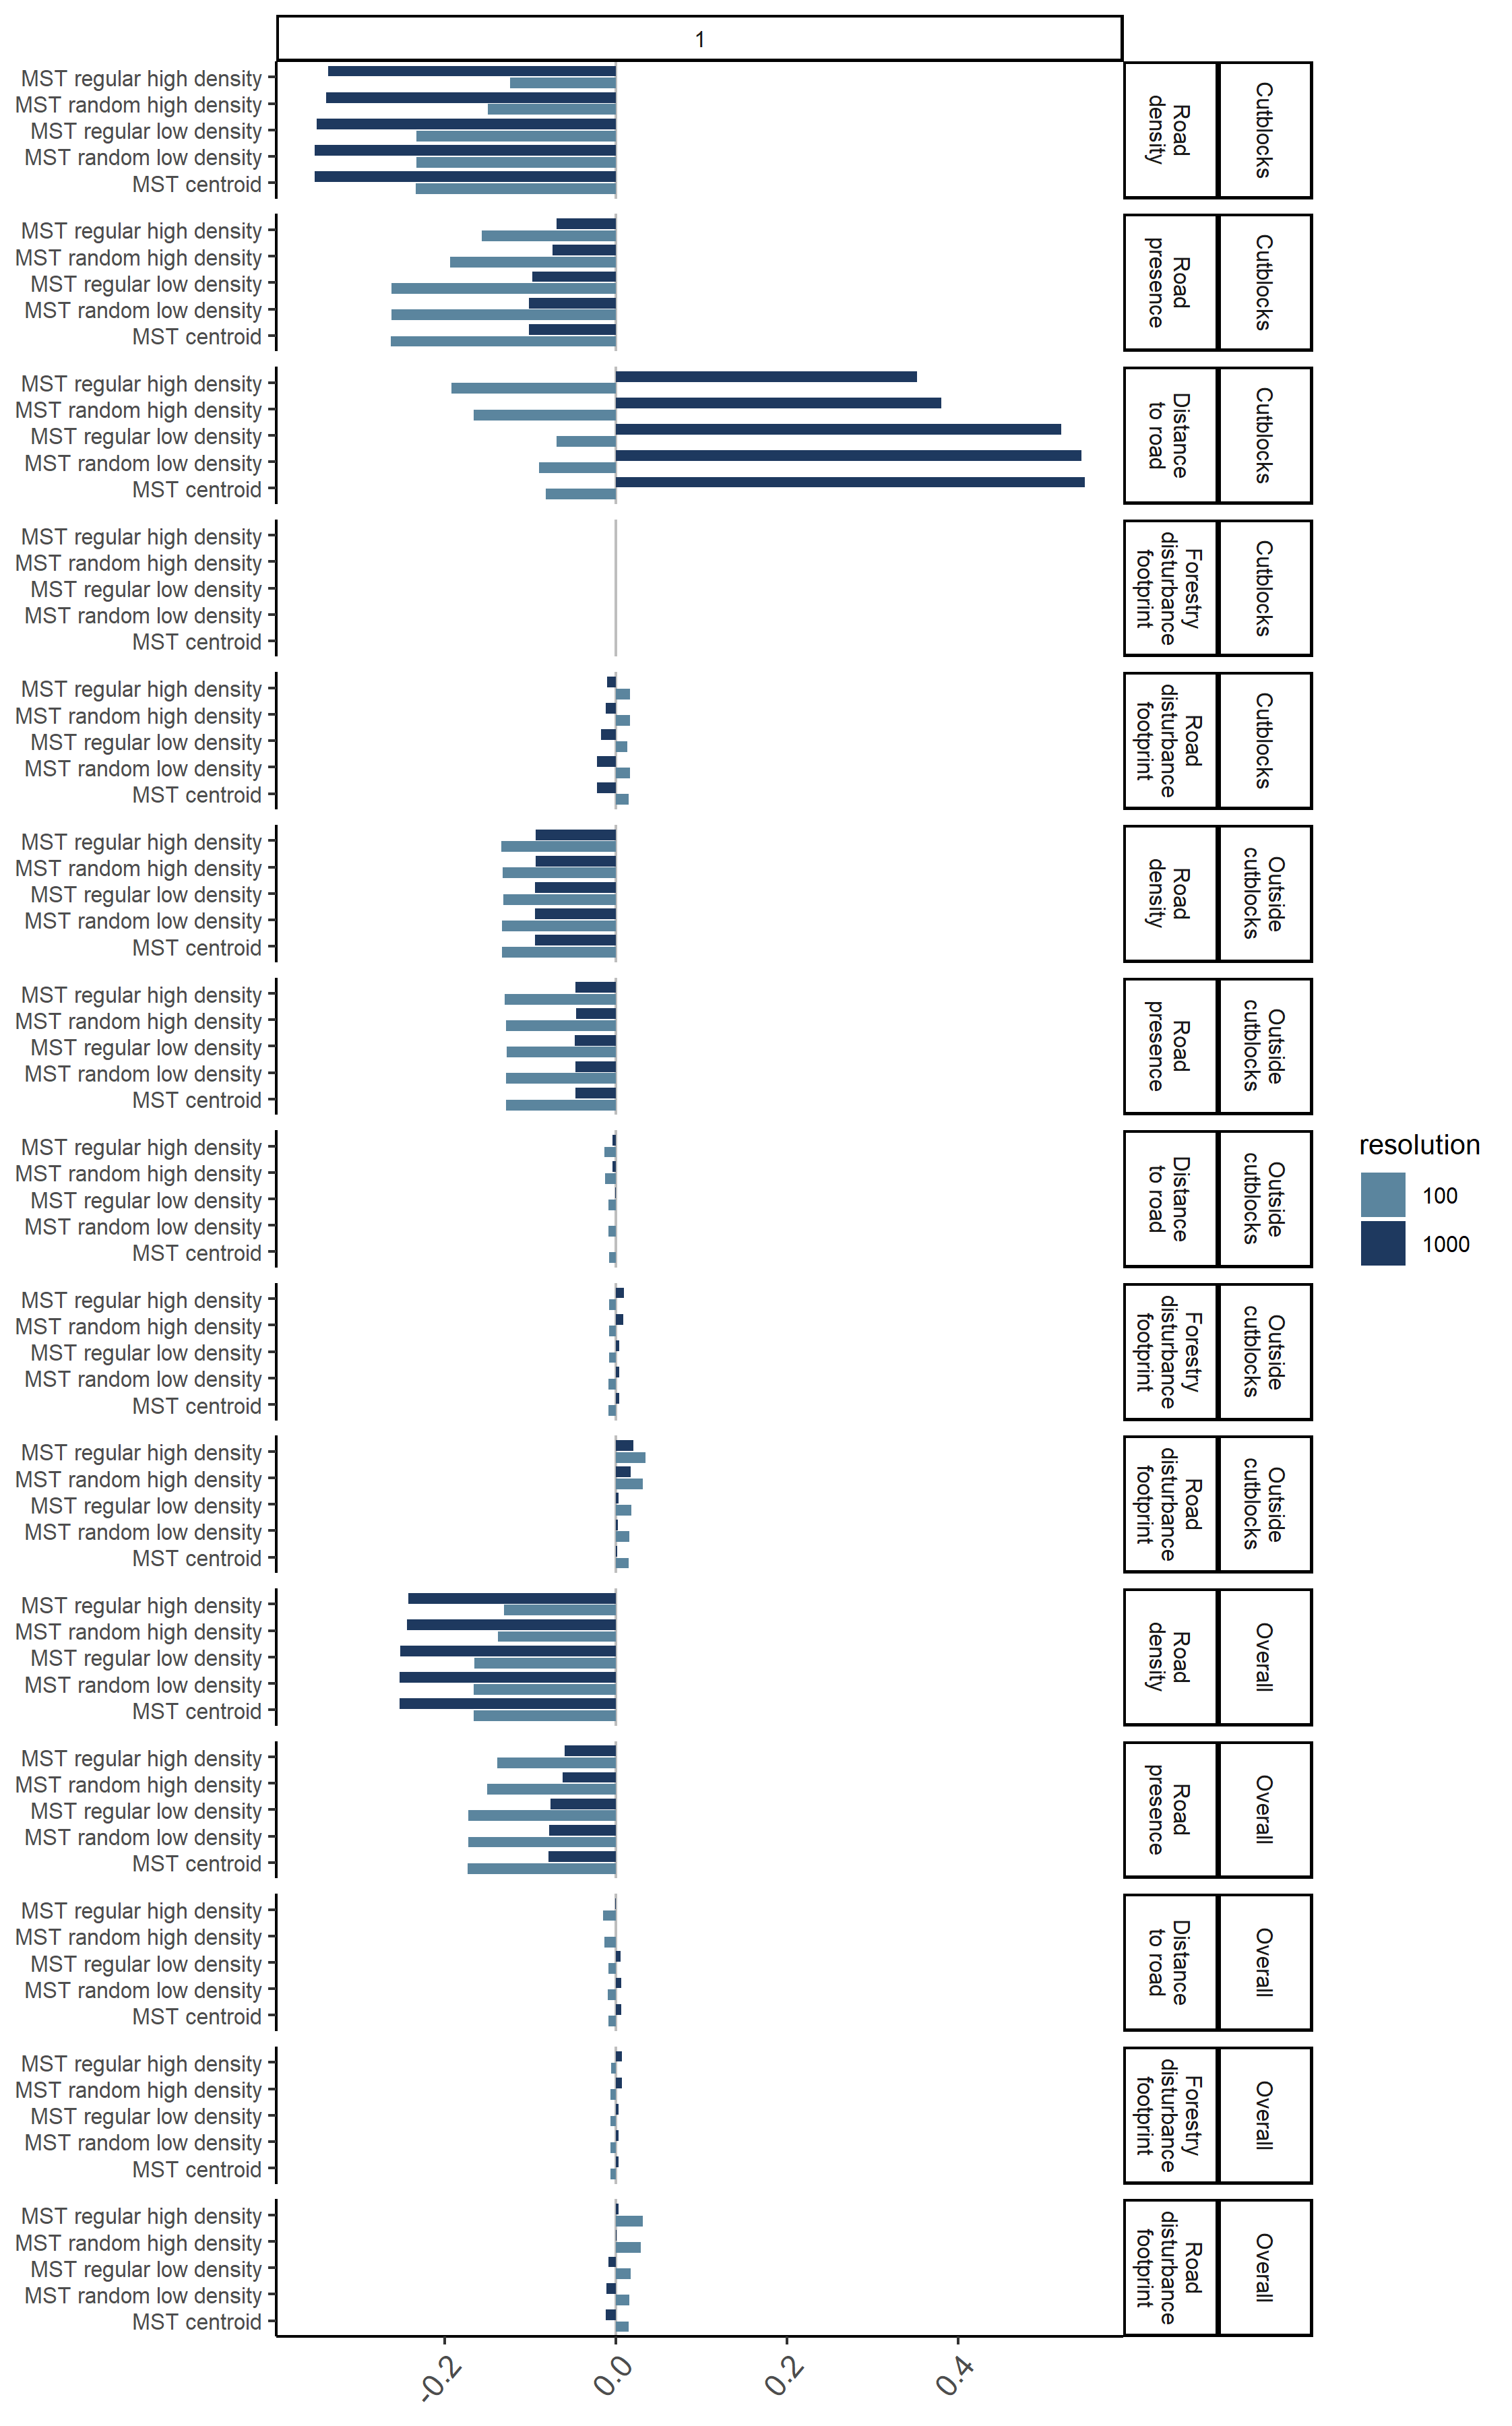 1
MST regular high density
MST random high density
MST regular low density
MST random low density
MST centroid
Road
density
Cutblocks
MST regular high density
MST random high density
MST regular low density
MST random low density
MST centroid
Road
presence
Cutblocks
MST regular high density
MST random high density
MST regular low density
MST random low density
MST centroid
Distance
to road
Cutblocks
MST regular high density
MST random high density
MST regular low density
MST random low density
MST centroid
Forestry
disturbance
footprint
Cutblocks
MST regular high density
MST random high density
MST regular low density
MST random low density
MST centroid
Road
disturbance
footprint
Cutblocks
MST regular high density
MST random high density
MST regular low density
MST random low density
MST centroid
Road
density
Outside
cutblocks
MST regular high density
MST random high density
MST regular low density
MST random low density
MST centroid
Road
presence
Outside
cutblocks
MST regular high density
MST random high density
MST regular low density
MST random low density
MST centroid
Distance
to road
Outside
cutblocks
MST regular high density
MST random high density
MST regular low density
MST random low density
MST centroid
Forestry
disturbance
footprint
Outside
cutblocks
MST regular high density
MST random high density
MST regular low density
MST random low density
MST centroid
Road
disturbance
footprint
Outside
cutblocks
MST regular high density
MST random high density
MST regular low density
MST random low density
MST centroid
Road
density
Overall
MST regular high density
MST random high density
MST regular low density
MST random low density
MST centroid
Road
presence
Overall
MST regular high density
MST random high density
MST regular low density
MST random low density
MST centroid
Distance
to road
Overall
MST regular high density
MST random high density
MST regular low density
MST random low density
MST centroid
Forestry
disturbance
footprint
Overall
MST regular high density
MST random high density
MST regular low density
MST random low density
MST centroid
Road
disturbance
footprint
Overall
-0.2
0.0
0.2
0.4
resolution
100
1000